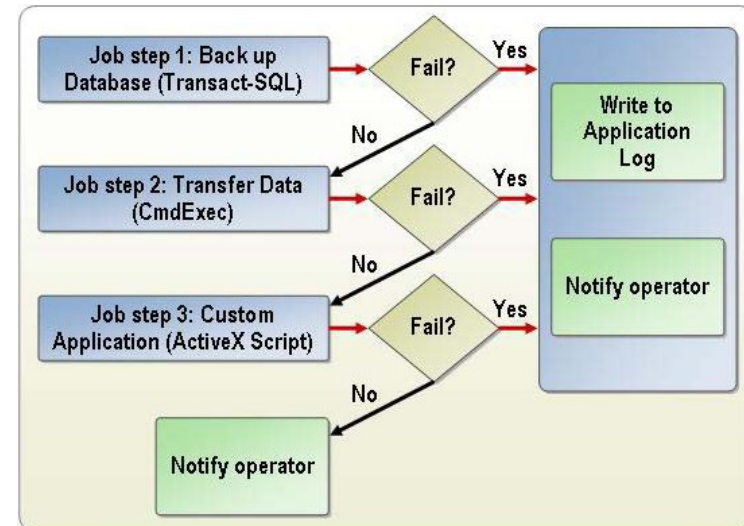 Job step 1: Back up
Database (Transact-SQL)
Fail?
Yes
Write to
Application
Log
No
Job step 2: Transfer Data
(CmdExec)
Fail?
Yes
No
Notify operator
Job step 3: Custom
Application (ActiveX Script)
Fail?
Yes
No
Notify operator